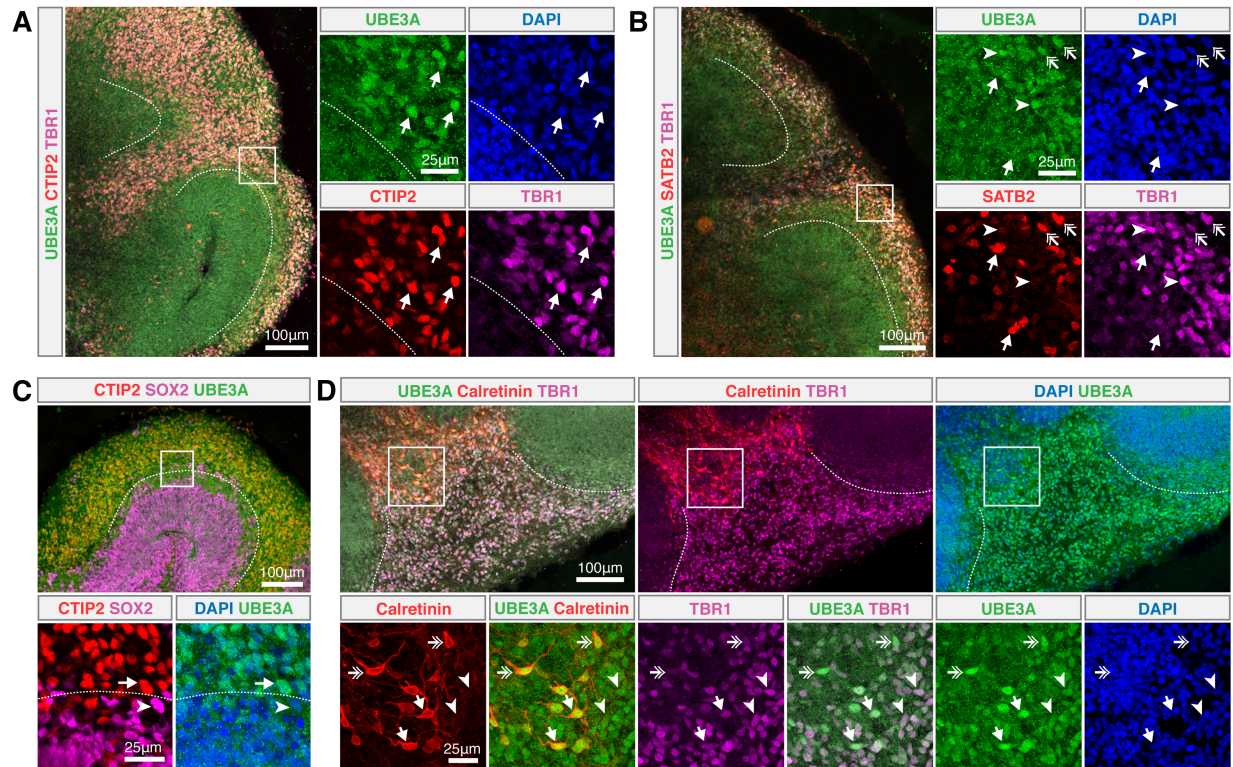 A
UBE3A CTIP2 TBR1
100µm
UBE3A
DAPI
25µm
CTIP2
TBR1
B
UBE3A SATB2 TBR1
100µm
UBE3A
DAPI
25µm
SATB2
TBR1
C
CTIP2 SOX2 UBE3A
100µm
CTIP2 SOX2
DAPI UBE3A
25µm
D
UBE3A Calretinin TBR1
Calretinin TBR1
DAPI UBE3A
100µm
Calretinin
UBE3A Calretinin
TBR1
UBE3A TBR1
UBE3A
DAPI
25µm